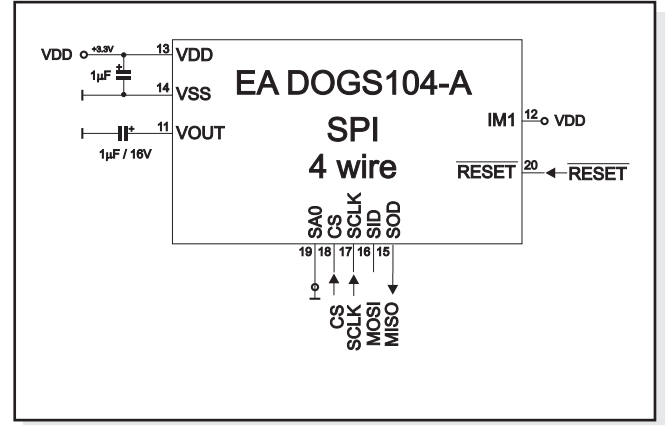 VDD +3.3V 13 VDD
1µF
14 VSS
11 VOUT
1µF / 16V
EA DOGS104-A
SPI
4 wire
IM1 12 VDD
RESET 20 RESET
SA0 CS SCLK SID SOD
19 18 17 16 15
CS SCLK MOSI MISO